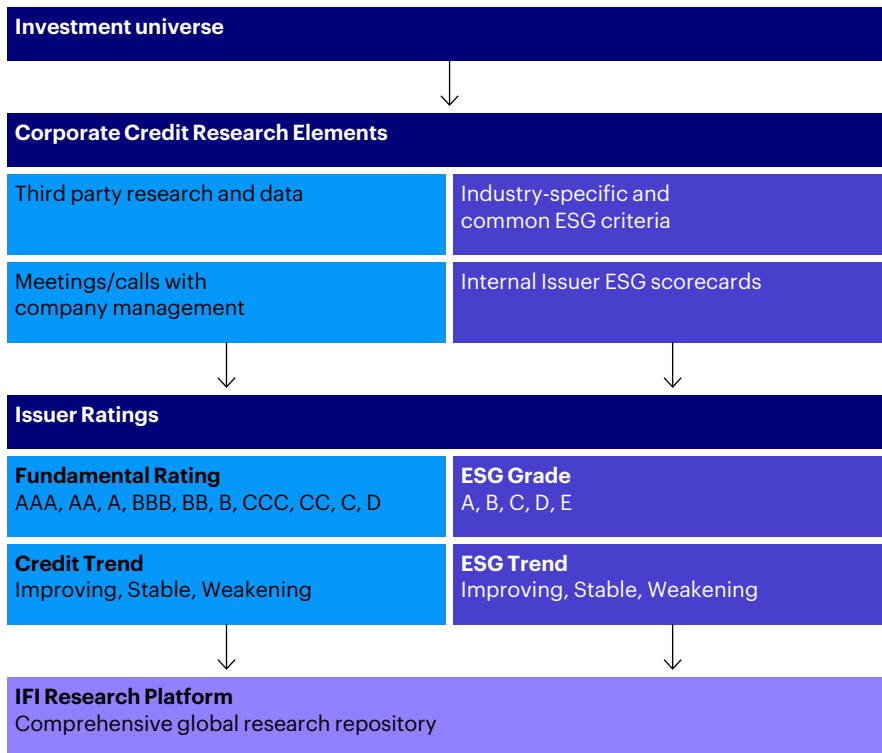 Investment universe
Corporate Credit Research Elements
Third party research and data
Industry-specific and
common ESG criteria
Meetings/calls with
company management
Internal Issuer ESG scorecards
Issuer Ratings
Fundamental Rating
AAA, AA, A, BBB, BB, B, CCC, CC, C, D
ESG Grade
A, B, C, D, E
Credit Trend
Improving, Stable, Weakening
ESG Trend
Improving, Stable, Weakening
IFI Research Platform
Comprehensive global research repository